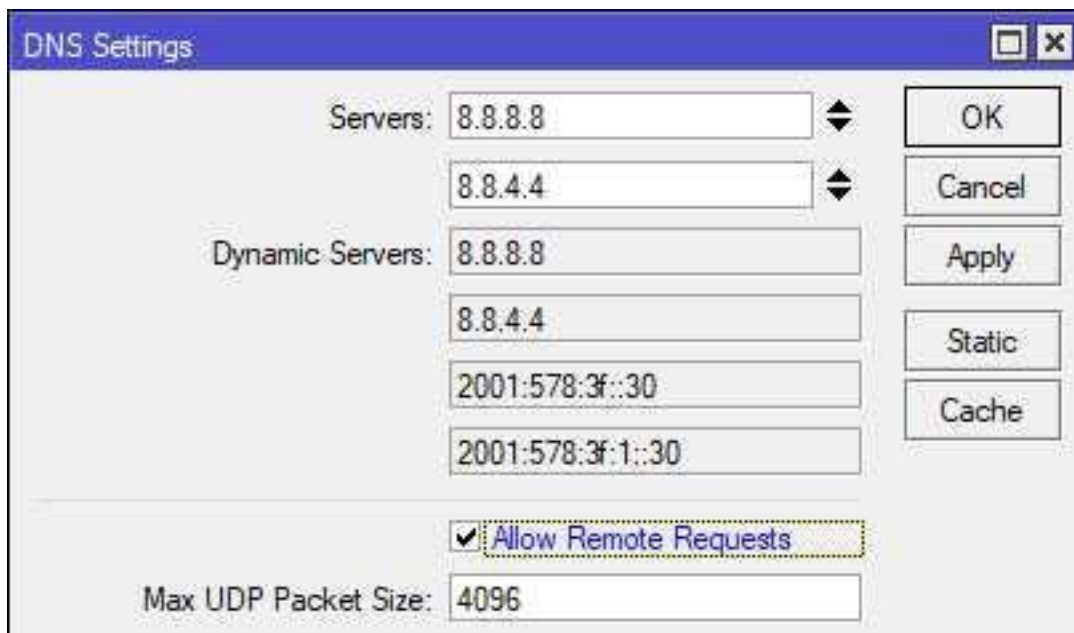 DNS Settings
Servers: 8.8.8.8
OK
8.8.4.4
Cancel
Dynamic Servers: 8.8.8.8
Apply
8.8.4.4
Static
2001:578:3f::30
Cache
2001:578:3f:1::30
Allow Remote Requests
Max UDP Packet Size: 4096